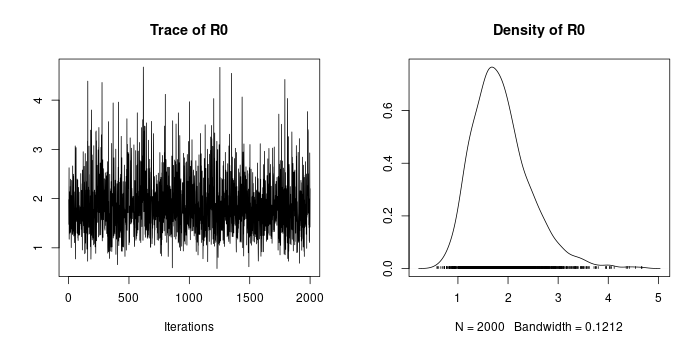 Trace of R0
4
3
2
1
0 500 1000 1500 2000
Iterations
Density of R0
0.6
0.4
0.2
0.0
1 2 3 4 5
N = 2000 Bandwidth = 0.1212